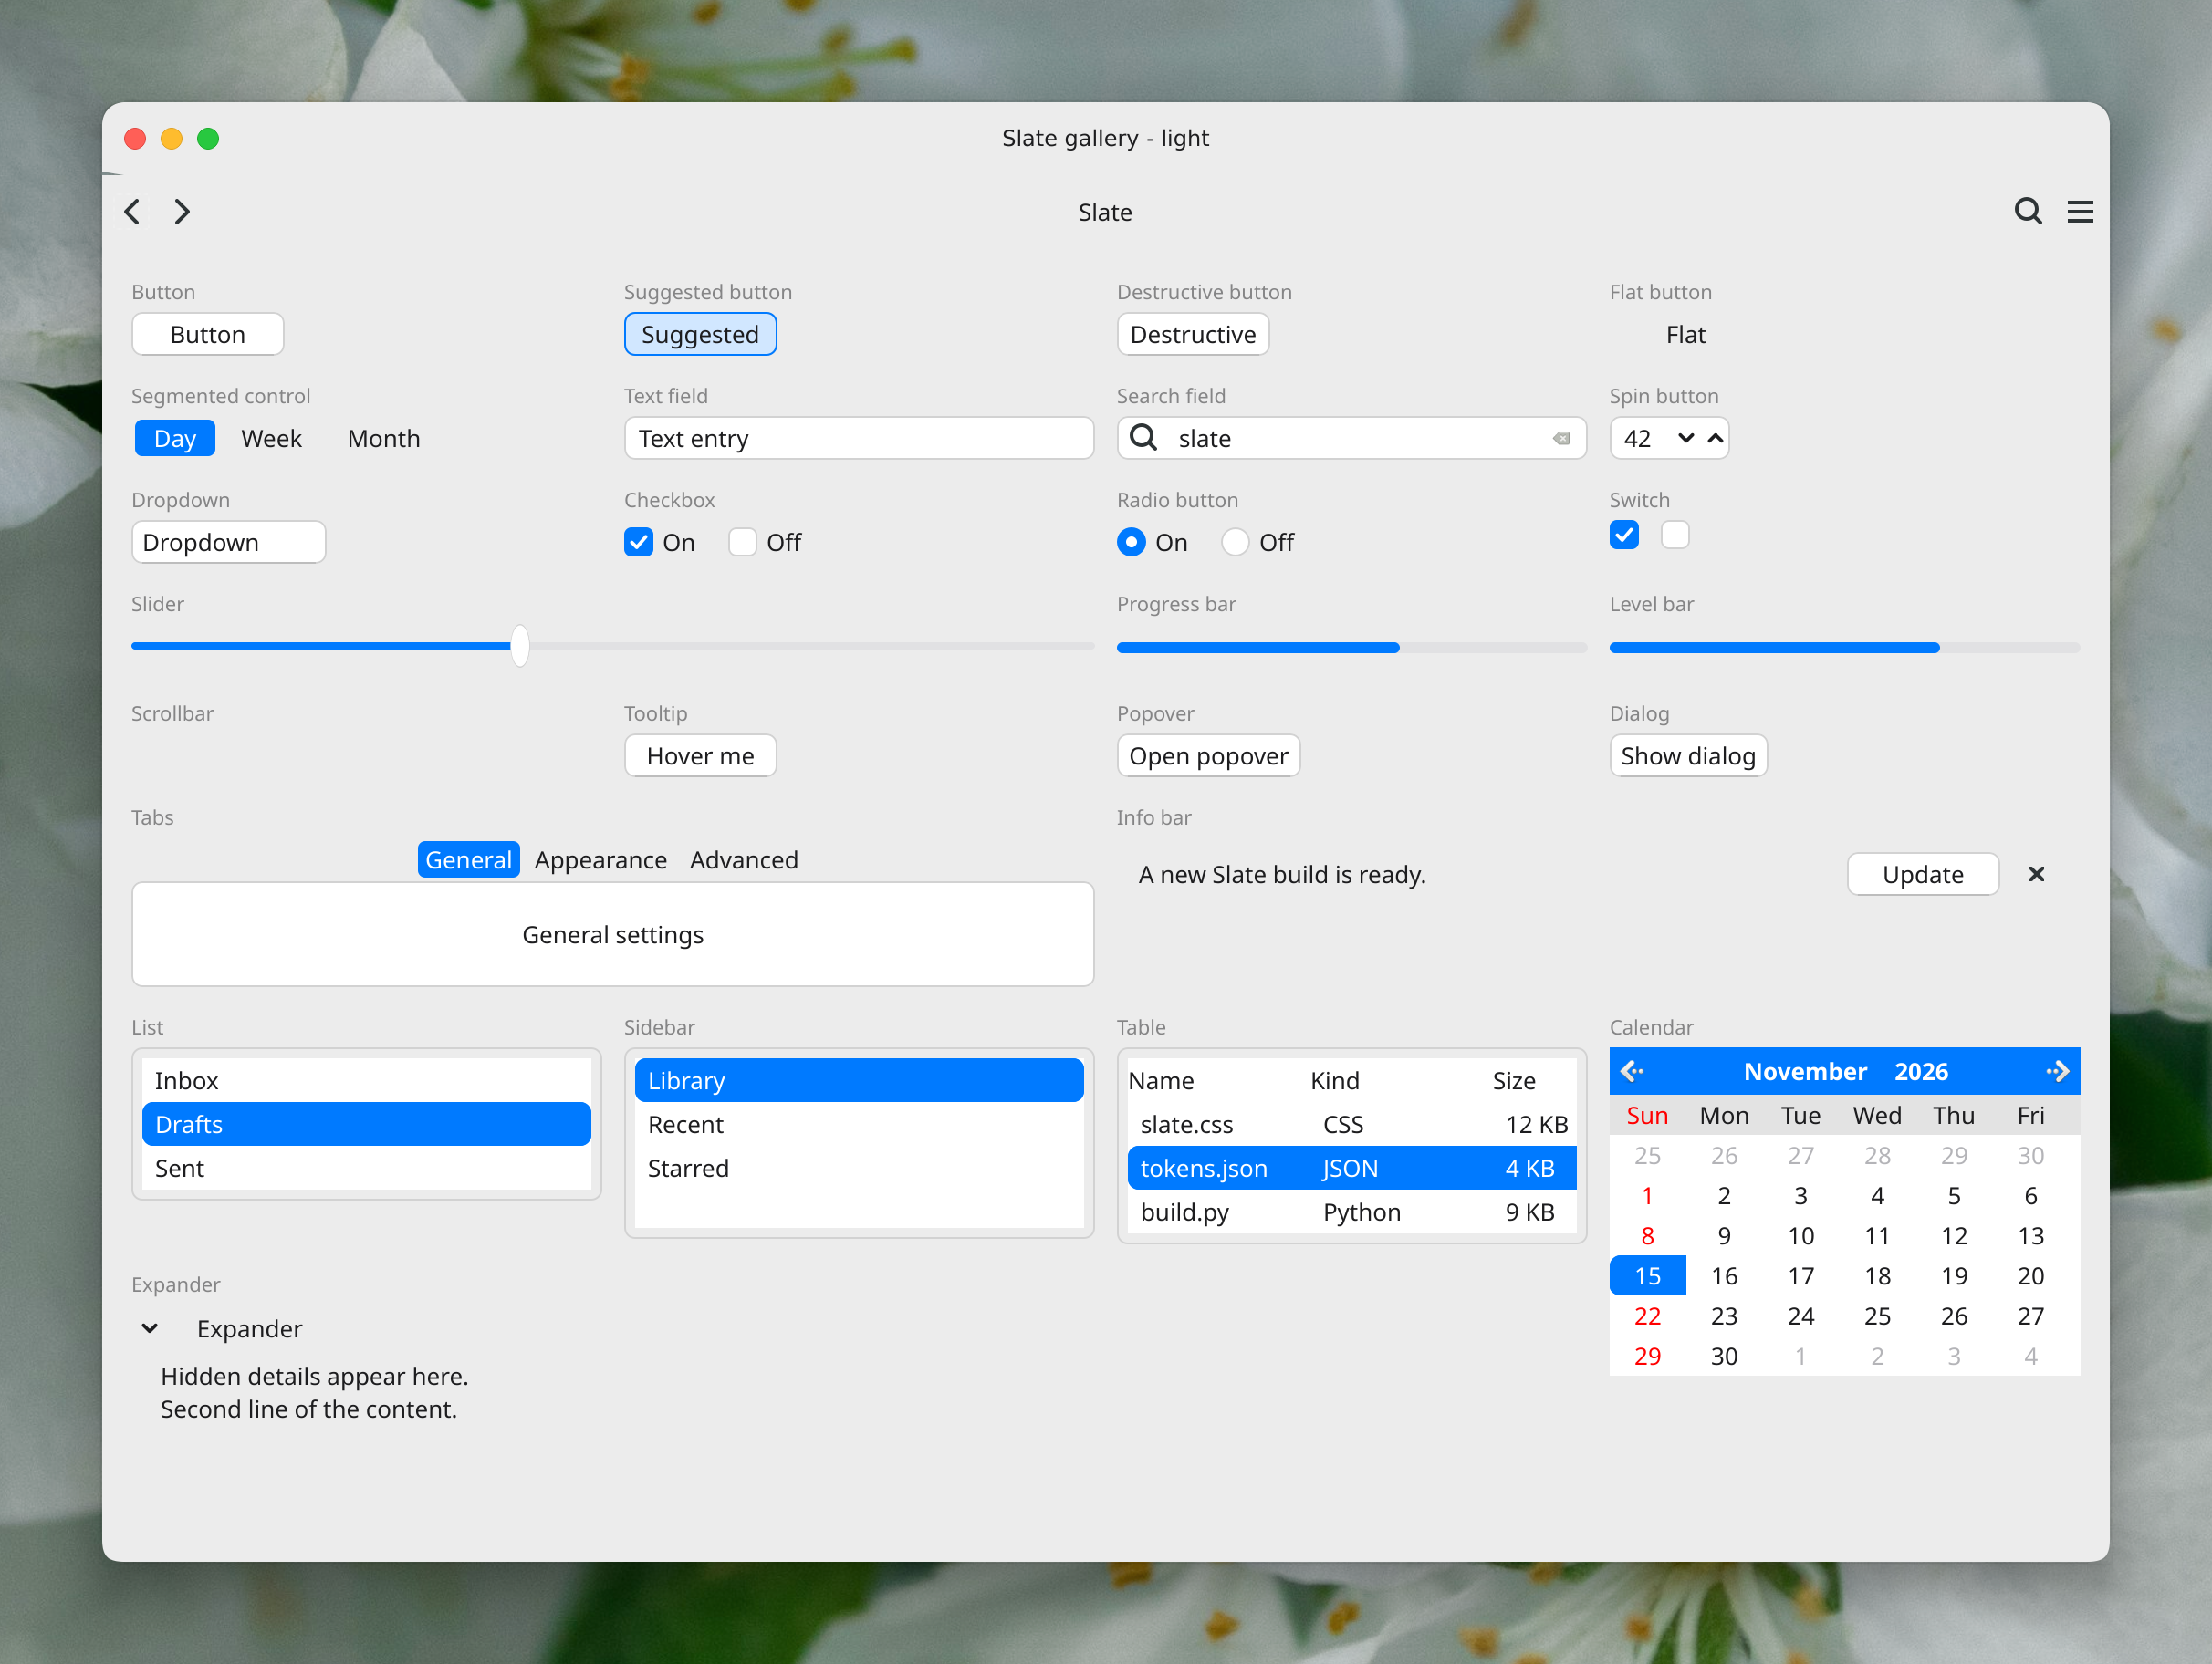 Slate gallery - light
Slate
Button
Suggested button
Destructive button
Flat button
Button
Suggested
Destructive
Flat
Segmented control
Text field
Search field
Spin button
Day Week Month
Text entry
slate
42
Dropdown
Checkbox
Radio button
Switch
Dropdown
On Off
On Off
Slider
Progress bar
Level bar
Scrollbar
Tooltip
Popover
Dialog
Hover me
Open popover
Show dialog
Tabs
Info bar
General Appearance Advanced
A new Slate build is ready.
Update
General settings
List
Sidebar
Table
Calendar
Inbox
Drafts
Sent
Library
Recent
Starred
Name Kind Size
slate.css CSS 12 KB
tokens.json JSON 4 KB
build.py Python 9 KB
November 2026
Sun Mon Tue Wed Thu Fri
25 26 27 28 29 30
1 2 3 4 5 6
8 9 10 11 12 13
15 16 17 18 19 20
22 23 24 25 26 27
29 30 1 2 3 4
Expander
Expander
Hidden details appear here.
Second line of the content.